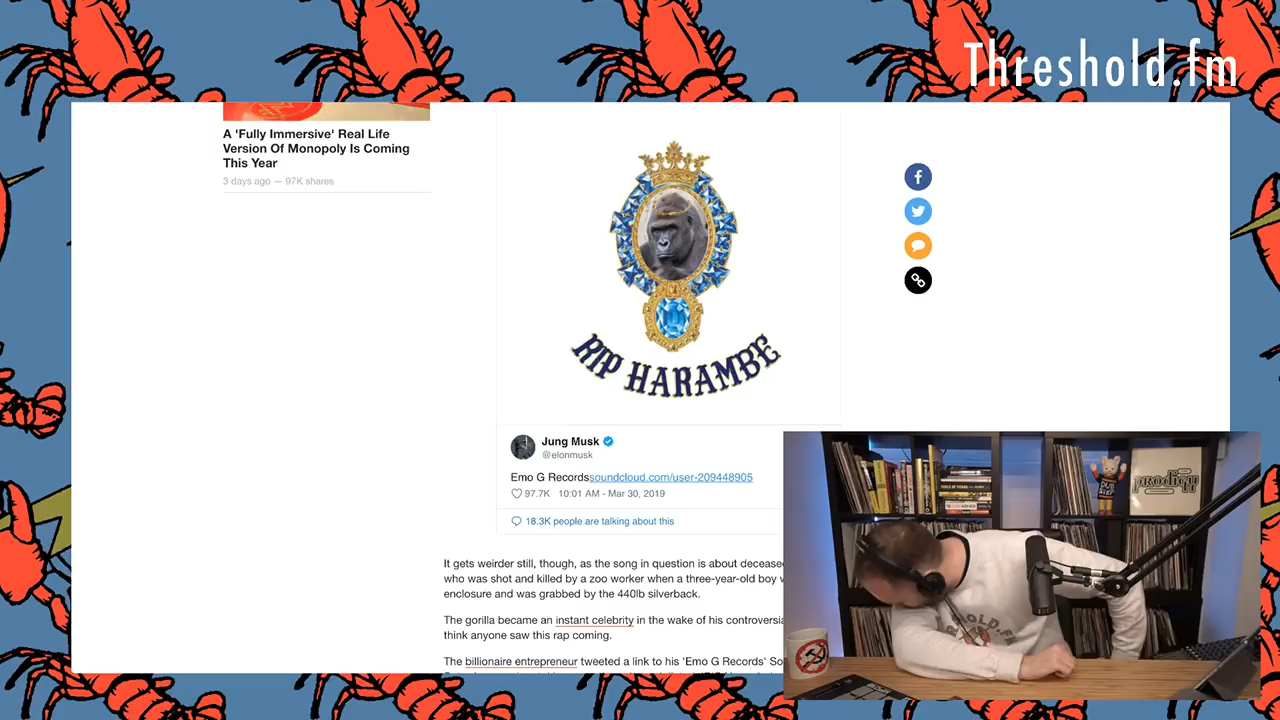 Threshold.fm
A 'Fully Immersive' Real Life
Version Of Monopoly Is Coming
This Year
3 days ago — 97K shares
RIP HARAMBE
Jung Musk
@elonmusk
Emo G Recordssoundcloud.com/user-209448905
97.7K 10:01 AM - Mar 30, 2019
18.3K people are talking about this
It gets weirder still, though, as the song in question is about decease
who was shot and killed by a zoo worker when a three-year-old boy
enclosure and was grabbed by the 440lb silverback.
The gorilla became an instant celebrity in the wake of his controversia
think anyone saw this rap coming.
The billionaire entrepreneur tweeted a link to his 'Emo G Records' So
prodigy
DUB
STEP